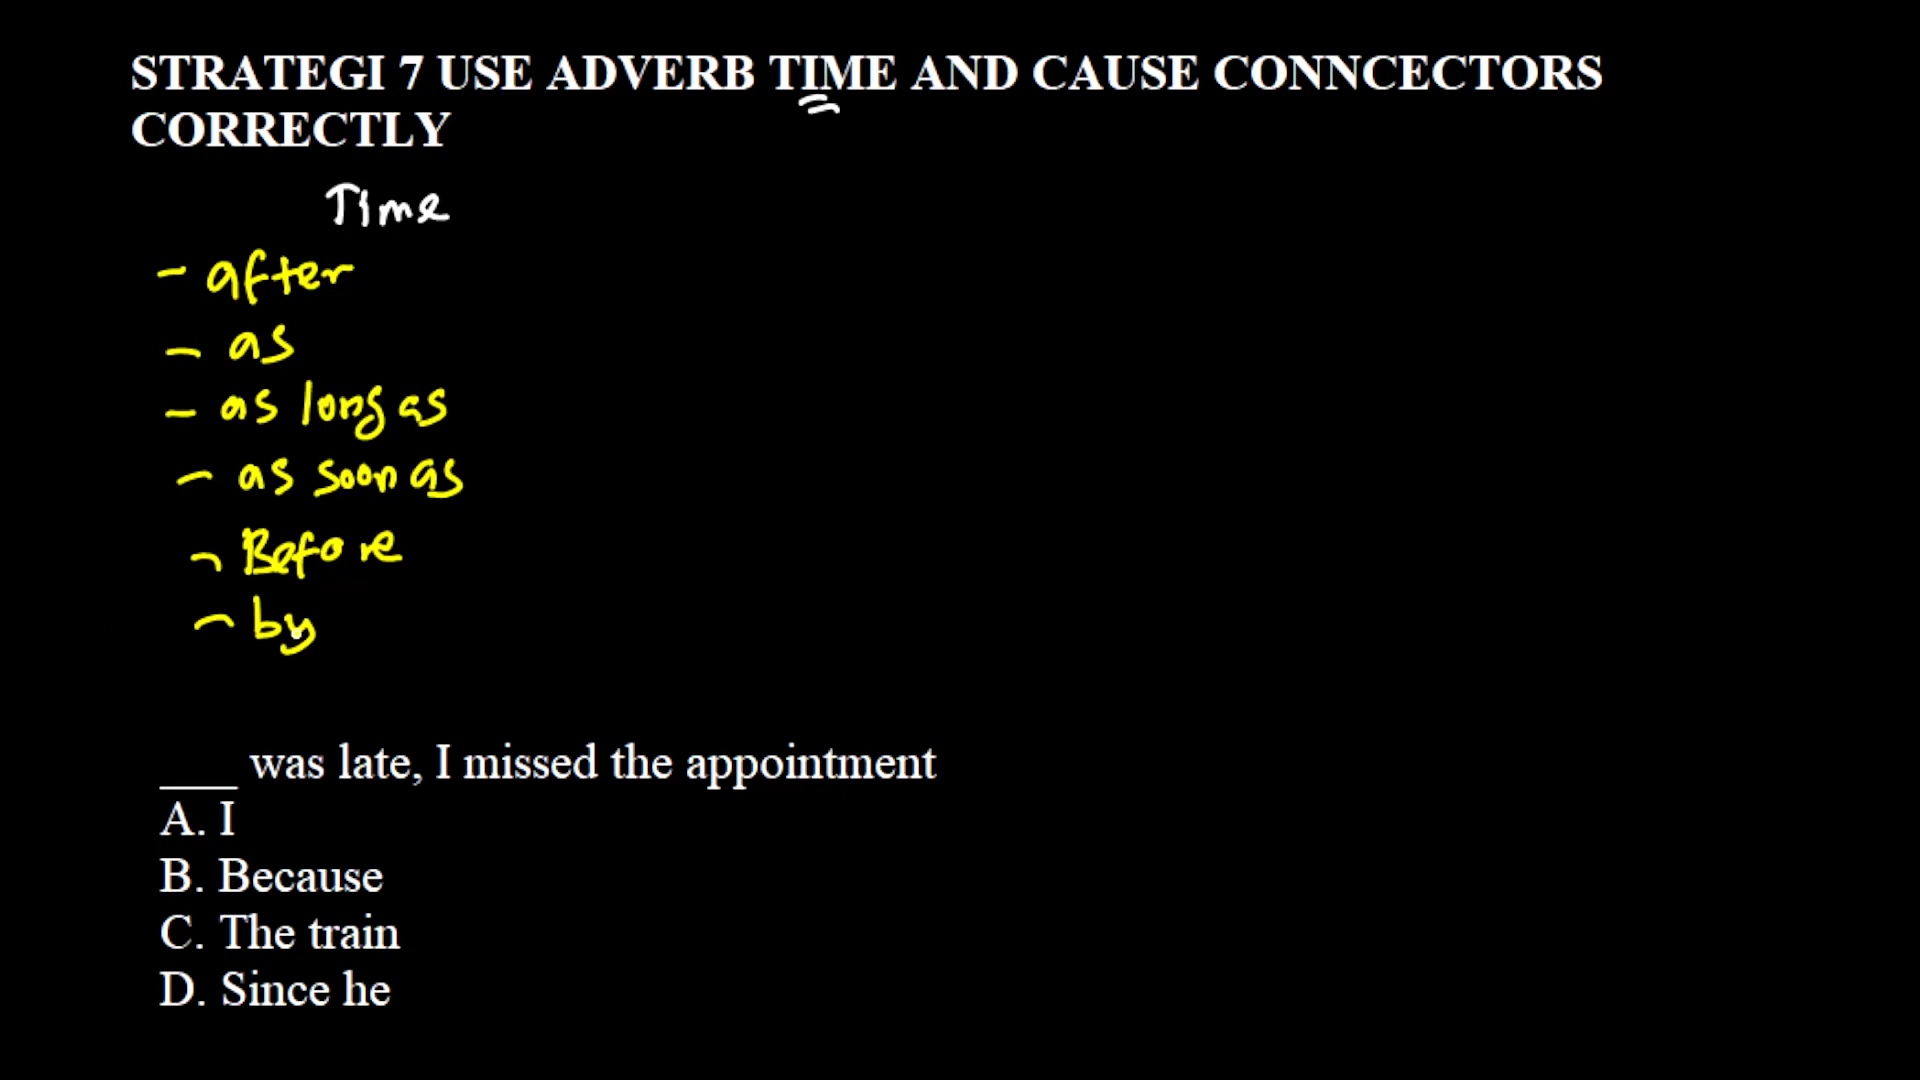 STRATEGI 7 USE ADVERB TIME AND CAUSE CONNCECTORS
CORRECTLY
Time
- after
- as
- as long as
- as soon as
- Before
- by
___ was late, I missed the appointment
A. I
B. Because
C. The train
D. Since he